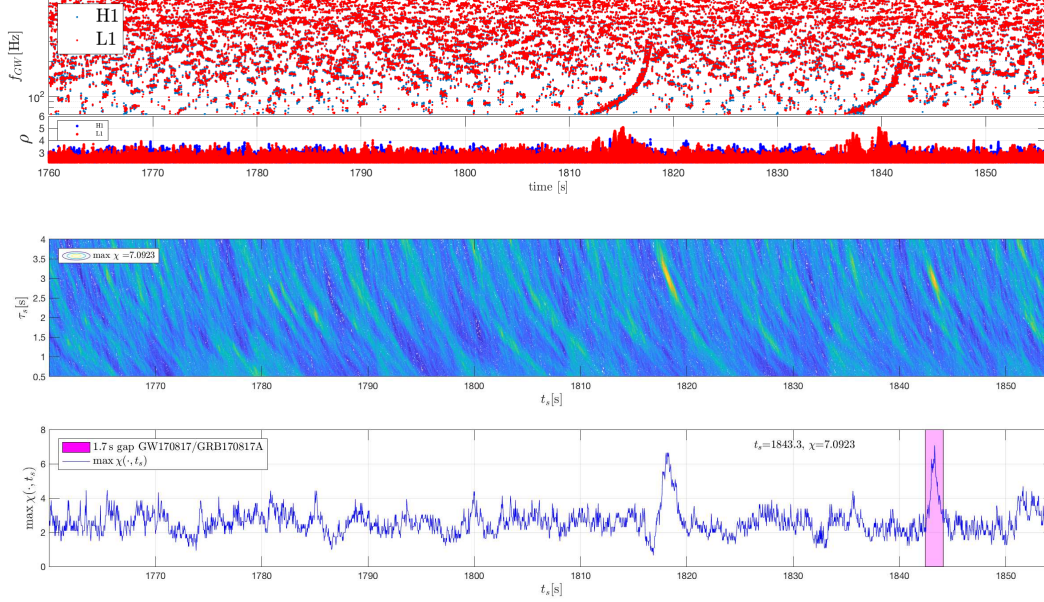 H1
L1
f_GW [Hz]
10^2
H1
L1
ρ
5
4
3
1760 1770 1780 1790 1800 1810 1820 1830 1840 1850
time [s]
max χ =7.0923
τ_s[s]
4
3.5
3
2.5
2
1.5
1
0.5
1770 1780 1790 1800 1810 1820 1830 1840 1850
t_s[s]
1.7 s gap GW170817/GRB170817A
max χ(·, t_s)
t_s=1843.3, χ=7.0923
max χ(·, t_s)
8
6
4
2
0
1770 1780 1790 1800 1810 1820 1830 1840 1850
t_s[s]